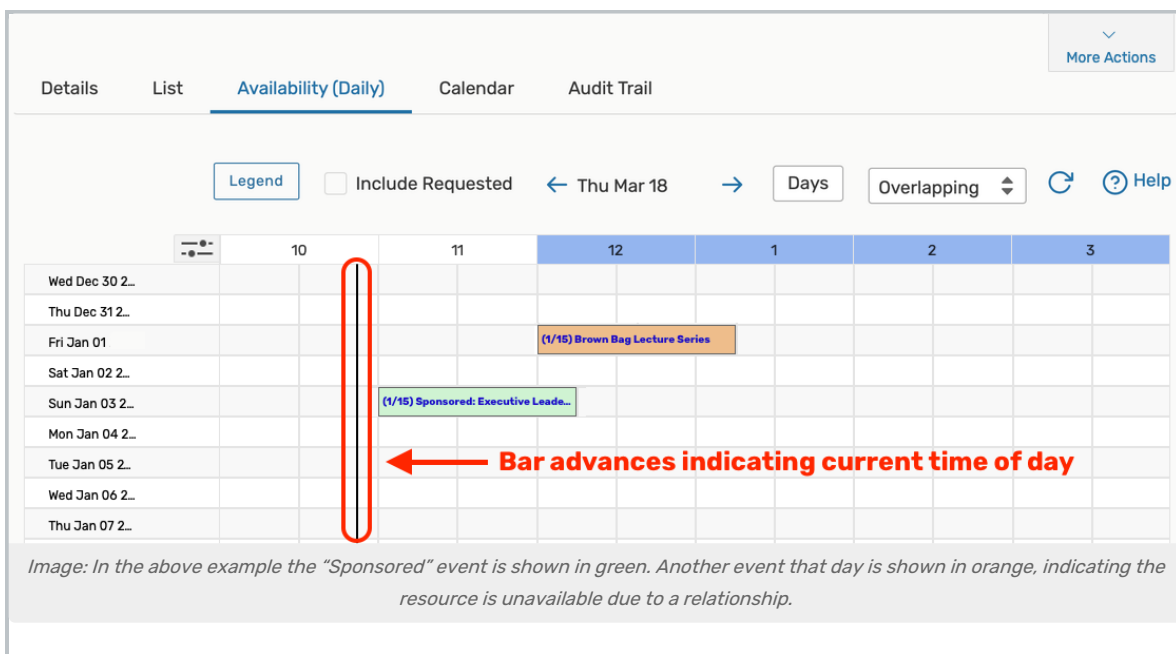 More Actions
Details List Availability (Daily) Calendar Audit Trail
Legend Include Requested Thu Mar 18 Days Overlapping Help
10 11 12 1 2 3
Wed Dec 30 2…
Thu Dec 31 2…
Fri Jan 01 (1/15) Brown Bag Lecture Series
Sat Jan 02 2…
Sun Jan 03 2… (1/15) Sponsored: Executive Leade…
Mon Jan 04 2…
Tue Jan 05 2… Bar advances indicating current time of day
Wed Jan 06 2…
Thu Jan 07 2…
Image: In the above example the “Sponsored” event is shown in green. Another event that day is shown in orange, indicating the
resource is unavailable due to a relationship.